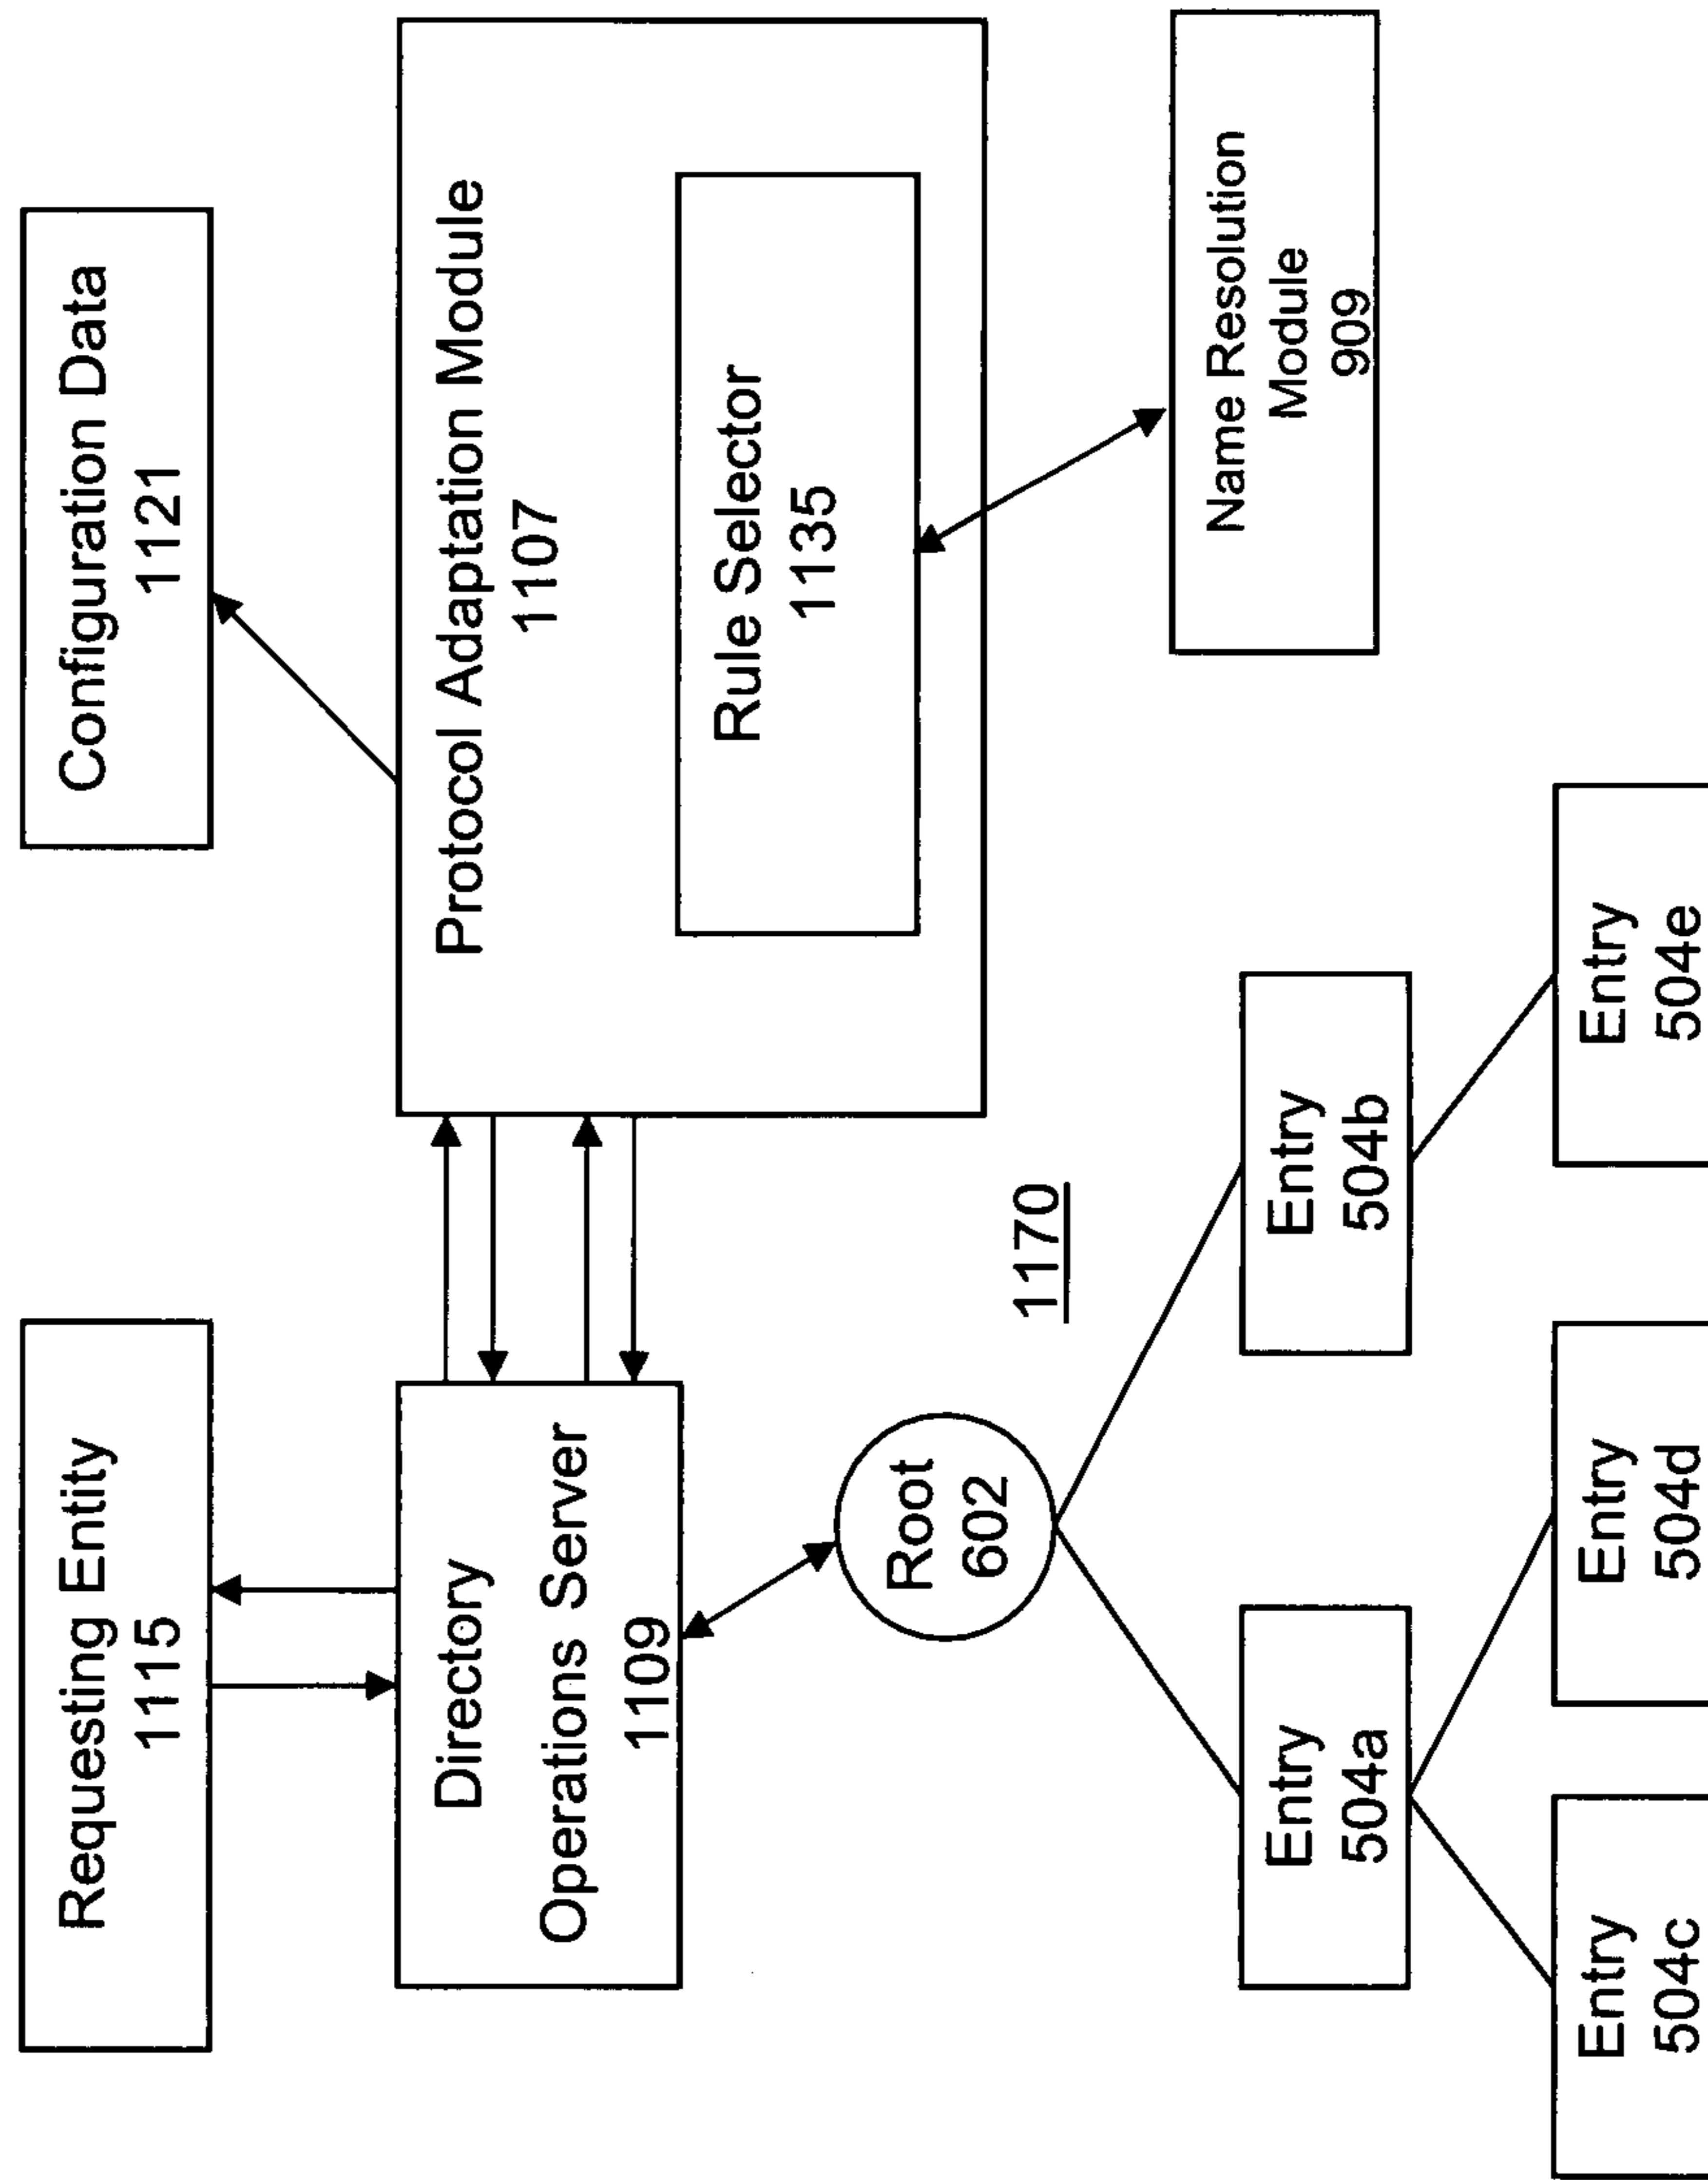 Requesting Entity
1115
Configuration Data
1121
Directory
Operations Server
1109
Protocol Adaptation Module
1107
Rule Selector
1135
Root
602
1170
Name Resolution
Module
909
Entry
504a
Entry
504b
Entry
504c
Entry
504d
Entry
504e